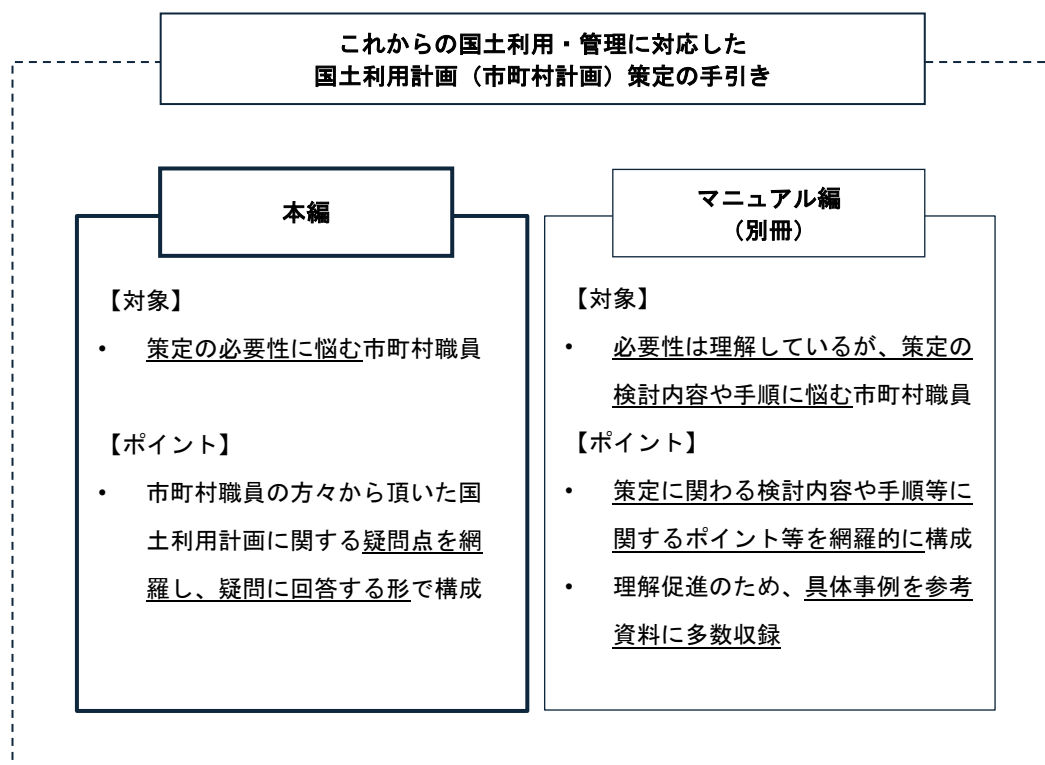 これからの国土利用・管理に対応した
国土利用計画（市町村計画）策定の手引き
本編
【対象】
• 策定の必要性に悩む市町村職員
【ポイント】
• 市町村職員の方々から頂いた国
土利用計画に関する疑問点を網
羅し、疑問に回答する形で構成
マニュアル編
（別冊）
【対象】
• 必要性は理解しているが、策定の
検討内容や手順に悩む市町村職員
【ポイント】
• 策定に関わる検討内容や手順等に
関するポイント等を網羅的に構成
• 理解促進のため、具体事例を参考
資料に多数収録